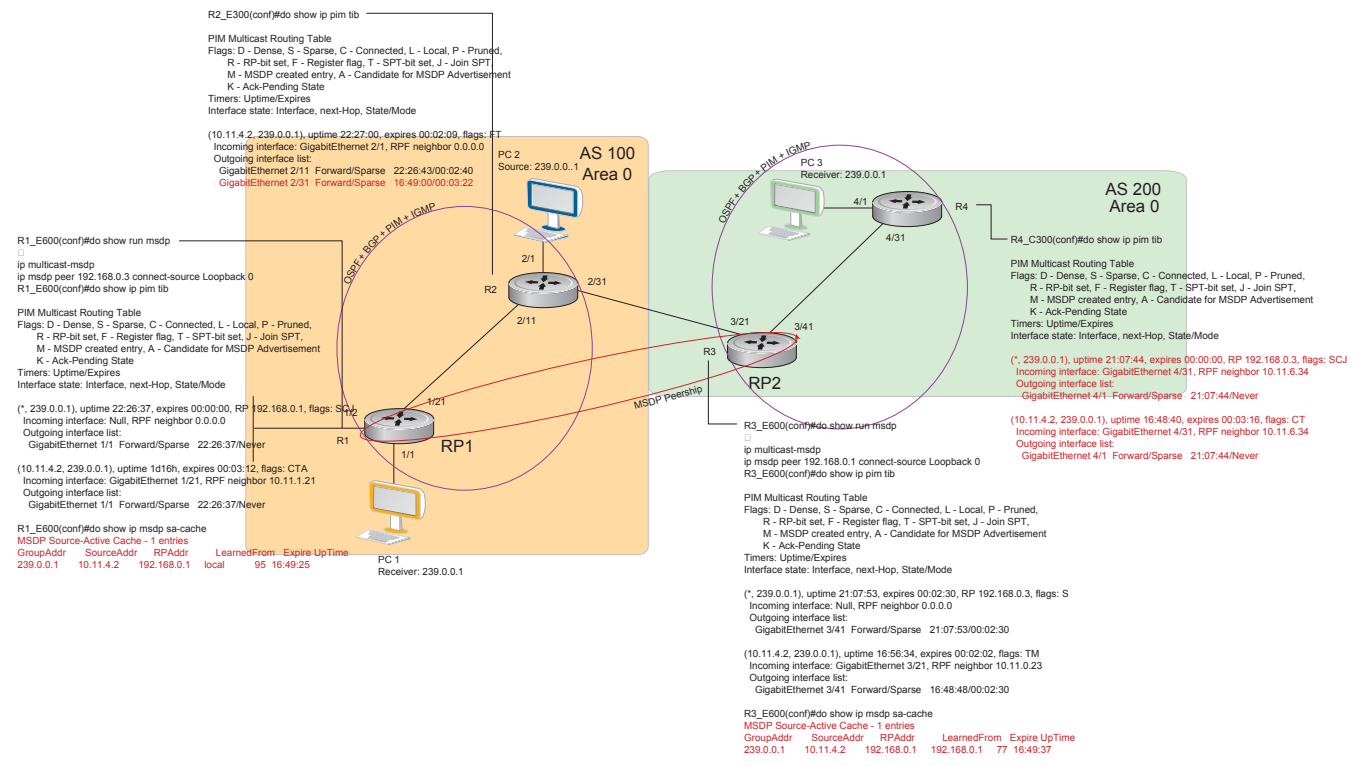 R2_E300(conf)#do show ip pim tib
PIM Multicast Routing Table
Flags: D - Dense, S - Sparse, C - Connected, L - Local, P - Pruned,
R - RP-bit set, F - Register flag, T - SPT-bit set, J - Join SPT,
M - MSDP created entry, A - Candidate for MSDP Advertisement
K - Ack-Pending State
Timers: Uptime/Expires
Interface state: Interface, next-Hop, State/Mode
(10.11.4.2, 239.0.0.1), uptime 22:27:00, expires 00:02:09, flags: FT
Incoming interface: GigabitEthernet 2/1, RPF neighbor 0.0.0.0
Outgoing interface list:
GigabitEthernet 2/11 Forward/Sparse 22:26:43/00:02:40
GigabitEthernet 2/31 Forward/Sparse 16:49:00/00:03:22
PC 2
Source: 239.0.0..1
AS 100
Area 0
OSPF + BGP + PIM + IGMP
2/1
R2
2/31
2/11
R1_E600(conf)#do show run msdp
ip multicast-msdp
ip msdp peer 192.168.0.3 connect-source Loopback 0
R1_E600(conf)#do show ip pim tib
PIM Multicast Routing Table
Flags: D - Dense, S - Sparse, C - Connected, L - Local, P - Pruned,
R - RP-bit set, F - Register flag, T - SPT-bit set, J - Join SPT,
M - MSDP created entry, A - Candidate for MSDP Advertisement
K - Ack-Pending State
Timers: Uptime/Expires
Interface state: Interface, next-Hop, State/Mode
(*, 239.0.0.1), uptime 22:26:37, expires 00:00:00, RP 192.168.0.1, flags: SCJ
Incoming interface: Null, RPF neighbor 0.0.0.0
Outgoing interface list:
GigabitEthernet 1/1 Forward/Sparse 22:26:37/Never
(10.11.4.2, 239.0.0.1), uptime 1d16h, expires 00:03:12, flags: CTA
Incoming interface: GigabitEthernet 1/21, RPF neighbor 10.11.1.21
Outgoing interface list:
GigabitEthernet 1/1 Forward/Sparse 22:26:37/Never
R1_E600(conf)#do show ip msdp sa-cache
MSDP Source-Active Cache - 1 entries
GroupAddr SourceAddr RPAddr LearnedFrom Expire UpTime
239.0.0.1 10.11.4.2 192.168.0.1 local 95 16:49:25
1/21
1/2
R1
RP1
1/1
PC 1
Receiver: 239.0.0.1
MSDP Peership
OSPF + BGP + PIM + IGMP
PC 3
Receiver: 239.0.0.1
AS 200
Area 0
4/1
R4
4/31
3/21
3/41
R3
RP2
R4_C300(conf)#do show ip pim tib
PIM Multicast Routing Table
Flags: D - Dense, S - Sparse, C - Connected, L - Local, P - Pruned,
R - RP-bit set, F - Register flag, T - SPT-bit set, J - Join SPT,
M - MSDP created entry, A - Candidate for MSDP Advertisement
K - Ack-Pending State
Timers: Uptime/Expires
Interface state: Interface, next-Hop, State/Mode
(*, 239.0.0.1), uptime 21:07:44, expires 00:00:00, RP 192.168.0.3, flags: SCJ
Incoming interface: GigabitEthernet 4/31, RPF neighbor 10.11.6.34
Outgoing interface list:
GigabitEthernet 4/1 Forward/Sparse 21:07:44/Never
(10.11.4.2, 239.0.0.1), uptime 16:48:40, expires 00:03:16, flags: CT
Incoming interface: GigabitEthernet 4/31, RPF neighbor 10.11.6.34
Outgoing interface list:
GigabitEthernet 4/1 Forward/Sparse 21:07:44/Never
R3_E600(conf)#do show run msdp
ip multicast-msdp
ip msdp peer 192.168.0.1 connect-source Loopback 0
R3_E600(conf)#do show ip pim tib
PIM Multicast Routing Table
Flags: D - Dense, S - Sparse, C - Connected, L - Local, P - Pruned,
R - RP-bit set, F - Register flag, T - SPT-bit set, J - Join SPT,
M - MSDP created entry, A - Candidate for MSDP Advertisement
K - Ack-Pending State
Timers: Uptime/Expires
Interface state: Interface, next-Hop, State/Mode
(*, 239.0.0.1), uptime 21:07:53, expires 00:02:30, RP 192.168.0.3, flags: S
Incoming interface: Null, RPF neighbor 0.0.0.0
Outgoing interface list:
GigabitEthernet 3/41 Forward/Sparse 21:07:53/00:02:30
(10.11.4.2, 239.0.0.1), uptime 16:56:34, expires 00:02:02, flags: TM
Incoming interface: GigabitEthernet 3/21, RPF neighbor 10.11.0.23
Outgoing interface list:
GigabitEthernet 3/41 Forward/Sparse 16:48:48/00:02:30
R3_E600(conf)#do show ip msdp sa-cache
MSDP Source-Active Cache - 1 entries
GroupAddr SourceAddr RPAddr LearnedFrom Expire UpTime
239.0.0.1 10.11.4.2 192.168.0.1 192.168.0.1 77 16:49:37